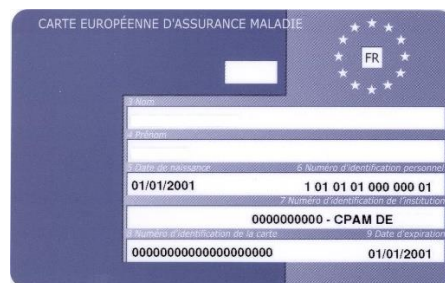 CARTE EUROPÉENNE D'ASSURANCE MALADIE
FR
3 Nom
4 Prénom
5 Date de naissance 6 Numéro d'identification personnel
01/01/2001 1 01 01 01 000 000 01
7 Numéro d'identification de l'institution
0000000000 - CPAM DE
8 Numéro d'identification de la carte 9 Date d'expiration
00000000000000000000 01/01/2001